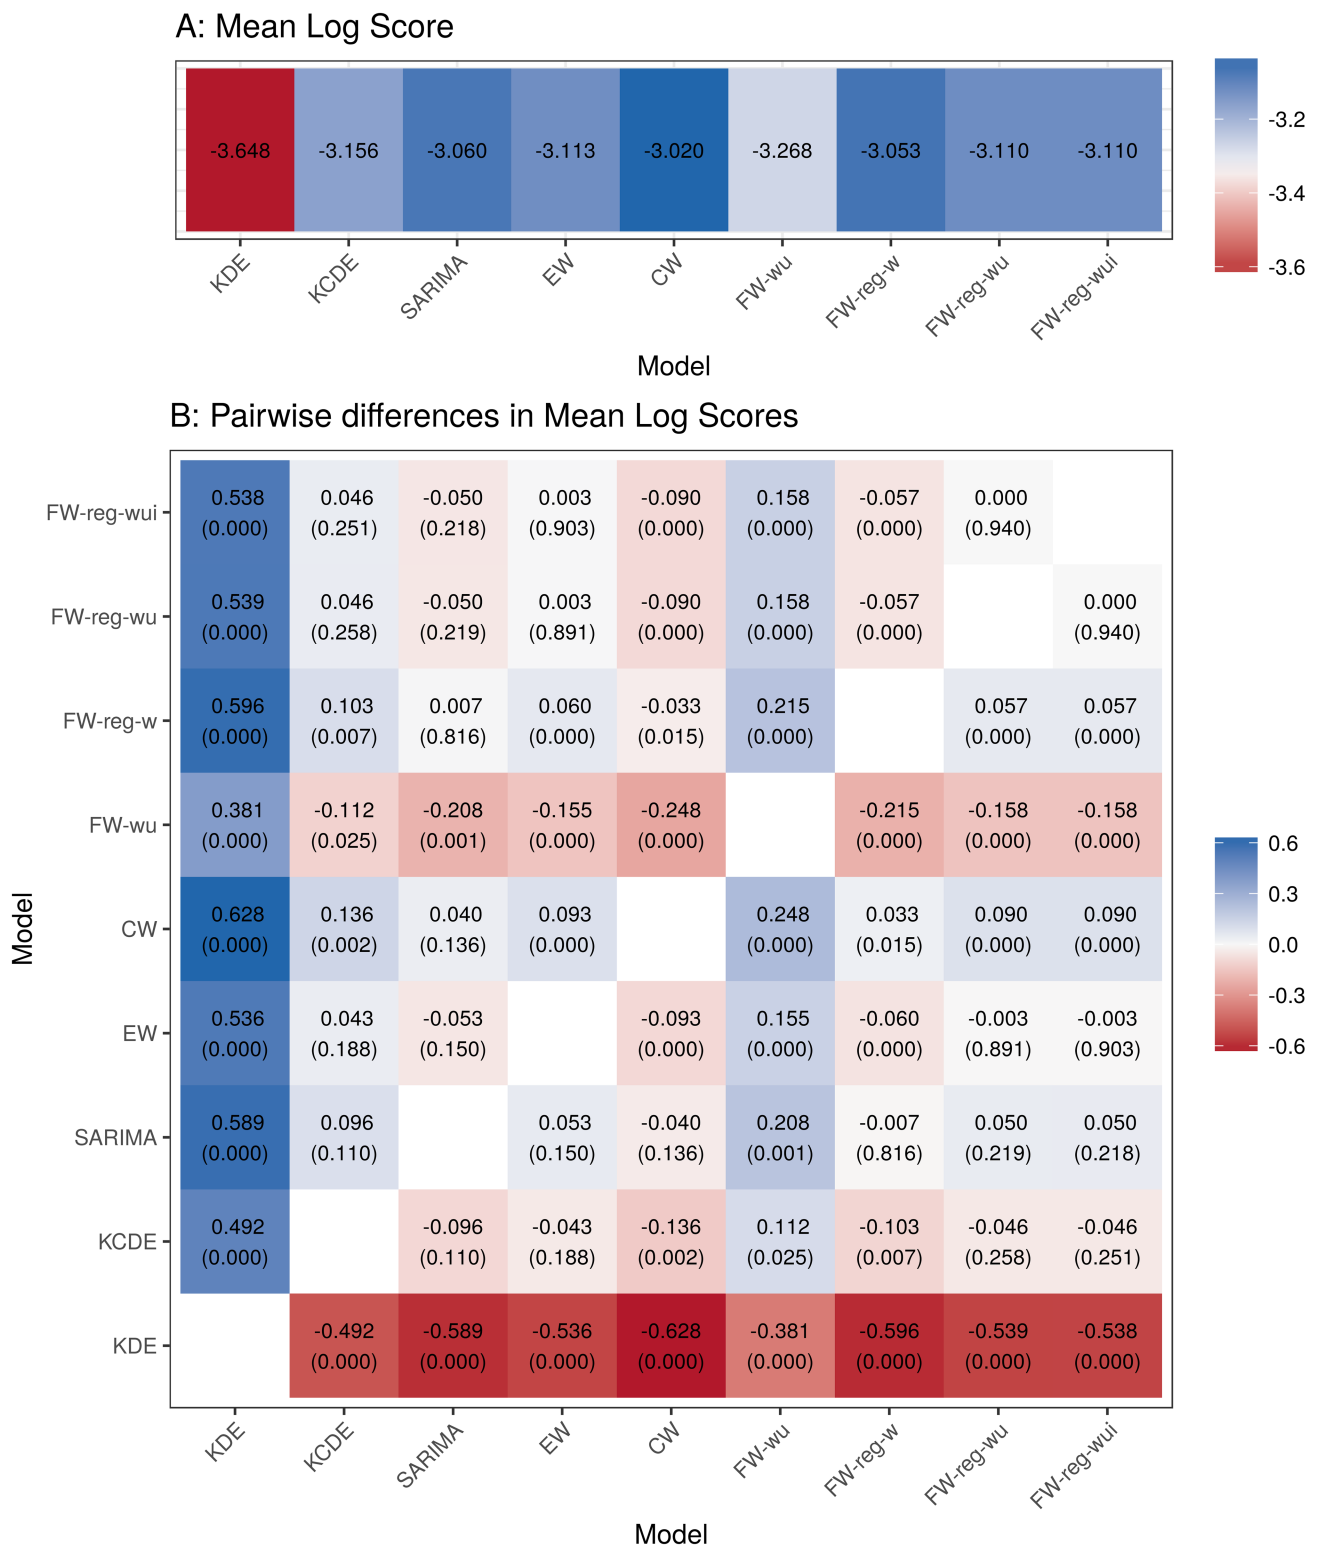 A: Mean Log Score
-3.648 -3.156 -3.060 -3.113 -3.020 -3.268 -3.053 -3.110 -3.110
KDE KCDE SARIMA EW CW FW-wu FW-reg-w FW-reg-wu FW-reg-wui
Model
-3.2
-3.4
-3.6
B: Pairwise differences in Mean Log Scores
Model
FW-reg-wui
0.538 0.046 -0.050 0.003 -0.090 0.158 -0.057 0.000
(0.000) (0.251) (0.218) (0.903) (0.000) (0.000) (0.000) (0.940)
FW-reg-wu
0.539 0.046 -0.050 0.003 -0.090 0.158 -0.057 0.000
(0.000) (0.258) (0.219) (0.891) (0.000) (0.000) (0.000) (0.940)
FW-reg-w
0.596 0.103 0.007 0.060 -0.033 0.215 0.057 0.057
(0.000) (0.007) (0.816) (0.000) (0.015) (0.000) (0.000) (0.000)
FW-wu
0.381 -0.112 -0.208 -0.155 -0.248 -0.215 -0.158 -0.158
(0.000) (0.025) (0.001) (0.000) (0.000) (0.000) (0.000) (0.000)
CW
0.628 0.136 0.040 0.093 0.248 0.033 0.090 0.090
(0.000) (0.002) (0.136) (0.000) (0.000) (0.015) (0.000) (0.000)
EW
0.536 0.043 -0.053 -0.093 0.155 -0.060 -0.003 -0.003
(0.000) (0.188) (0.150) (0.000) (0.000) (0.000) (0.891) (0.903)
SARIMA
0.589 0.096 0.053 -0.040 0.208 -0.007 0.050 0.050
(0.000) (0.110) (0.150) (0.136) (0.001) (0.816) (0.219) (0.218)
KCDE
0.492 -0.096 -0.043 -0.136 0.112 -0.103 -0.046 -0.046
(0.000) (0.110) (0.188) (0.002) (0.025) (0.007) (0.258) (0.251)
KDE
-0.492 -0.589 -0.536 -0.628 -0.381 -0.596 -0.539 -0.538
(0.000) (0.000) (0.000) (0.000) (0.000) (0.000) (0.000) (0.000)
KDE KCDE SARIMA EW CW FW-wu FW-reg-w FW-reg-wu FW-reg-wui
Model
0.6
0.3
0.0
-0.3
-0.6